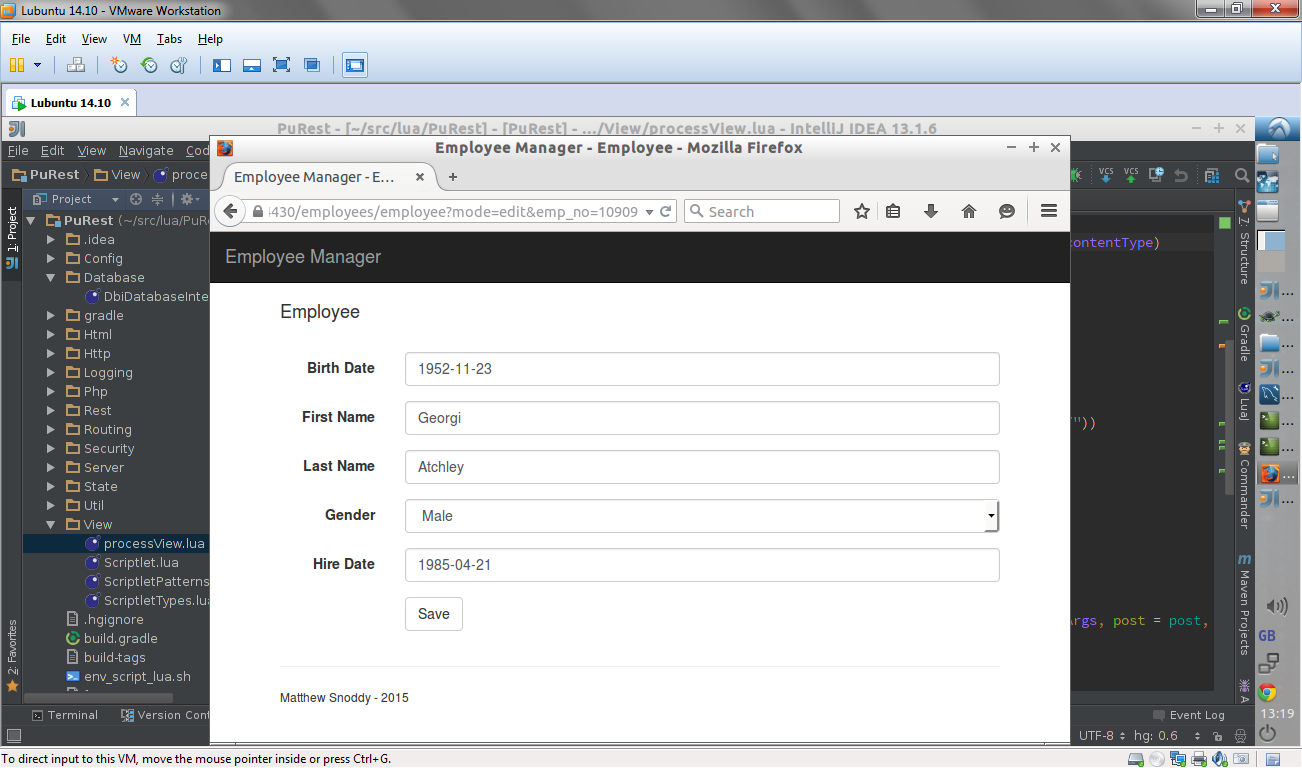 Lubuntu 14.10 - VMware Workstation
File Edit View VM Tabs Help
Lubuntu 14.10
PuRest - [~/src/lua/PuRest] - [PuRest] - .../View/processView.lua - IntelliJ IDEA 13.1.6
File Edit View Navigate Cod
Employee Manager - Employee - Mozilla Firefox
PuRest View proce
Employee Manager - E...
VCS VCS
Project
430/employees/employee?mode=edit&emp_no=10909
Search
1: Project
PuRest (~/src/lua/PuR
.idea
Config
Database
DbiDatabaseInte
gradle
Html
Http
Logging
Php
Rest
Routing
Security
Server
State
Util
View
processView.lua
Scriptlet.lua
ScriptletPatterns
ScriptletTypes.lua
.hgignore
build.gradle
build-tags
env_script_lua.sh
2: Favorites
Employee Manager
Employee
Birth Date 1952-11-23
First Name Georgi
Last Name Atchley
Gender Male
Hire Date 1985-04-21
Save
Matthew Snoddy - 2015
contentType)
"))
Args, post = post,
7: Structure
Gradle
LuaJ
Commander
Maven Projects
A
...
...
...
...
...
...
...
...
...
GB
13:19
Terminal Version Cont
Event Log
UTF-8 hg: 0.6
To direct input to this VM, move the mouse pointer inside or press Ctrl+G.